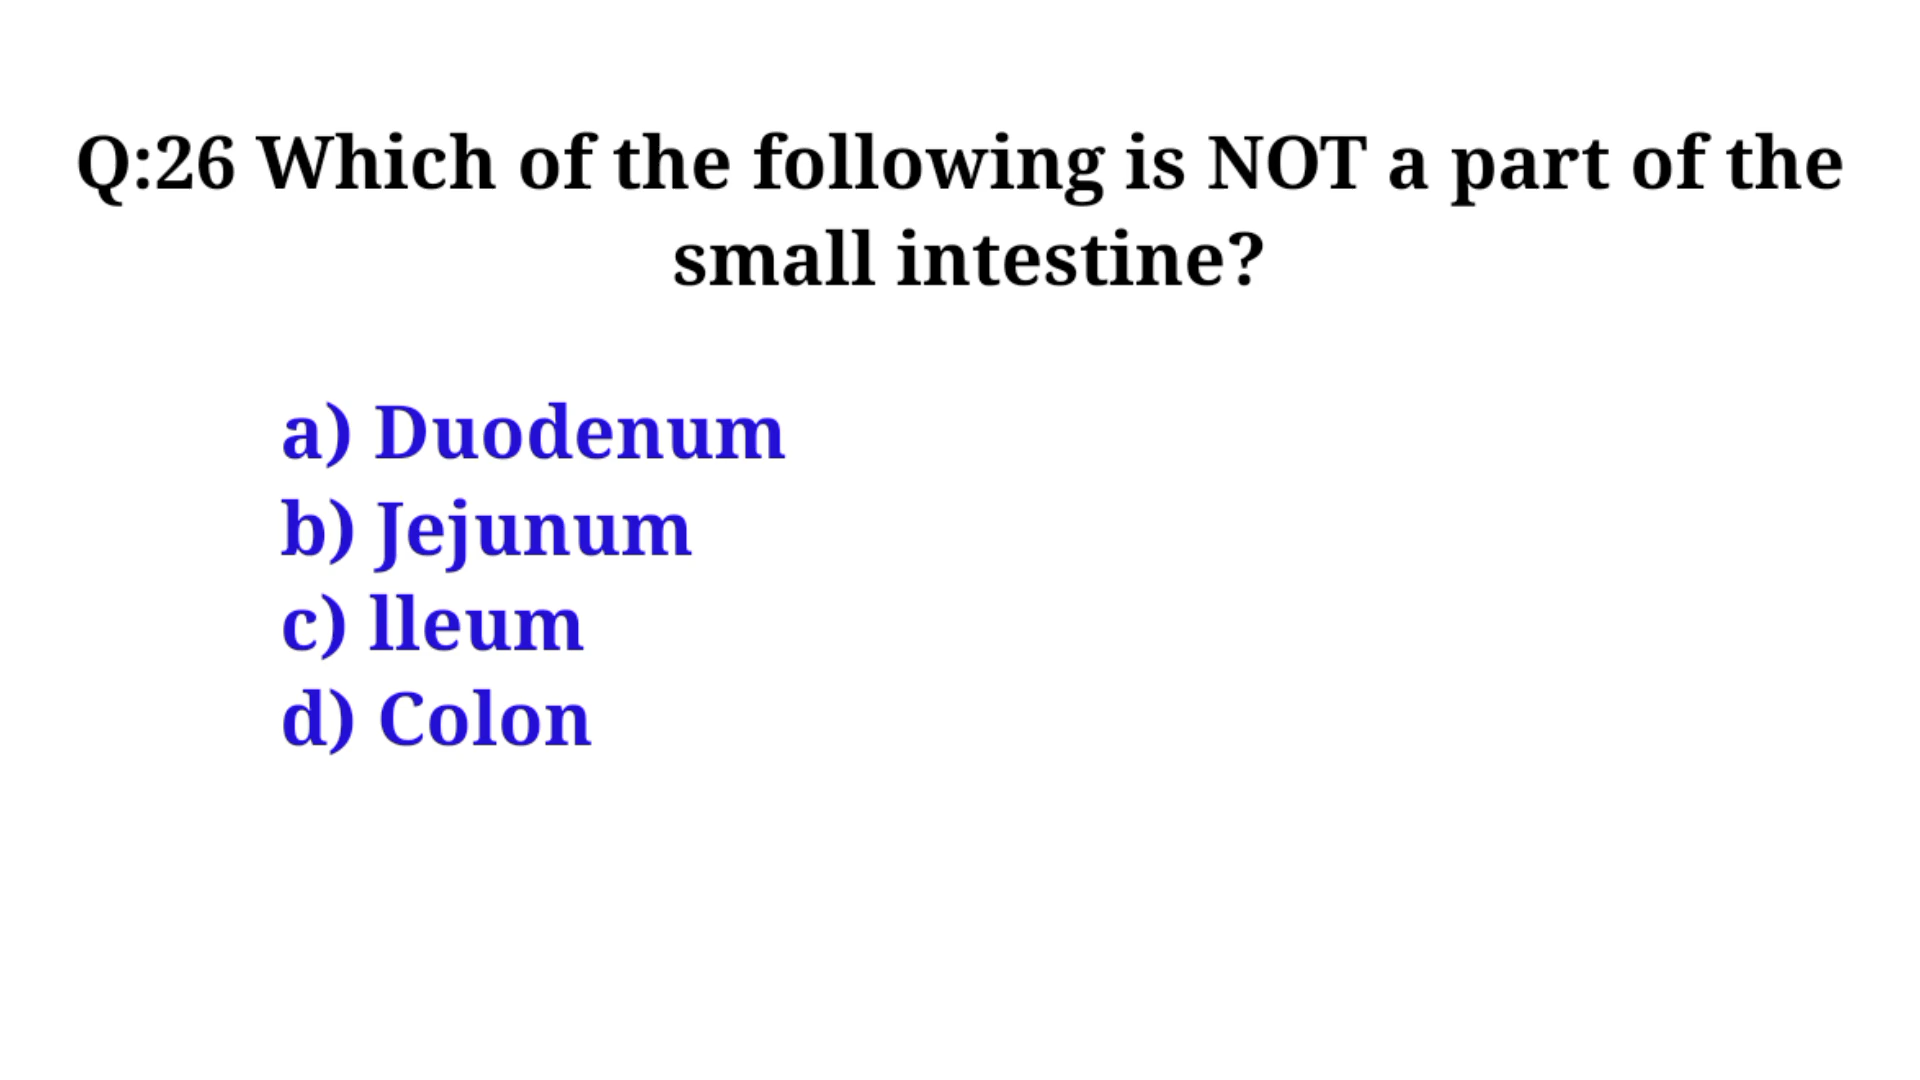 Q:26 Which of the following is NOT a part of the
small intestine?
a) Duodenum
b) Jejunum
c) lleum
d) Colon